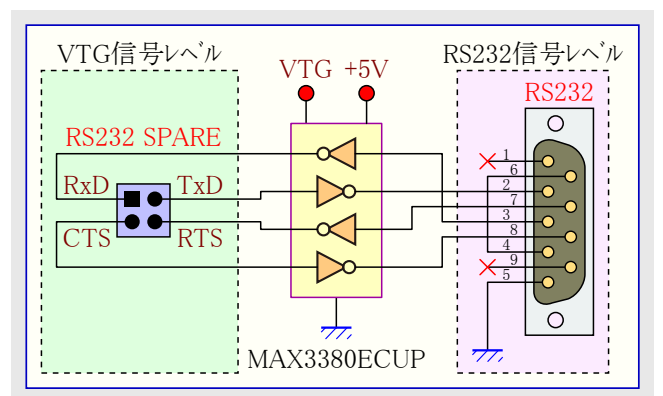 VTG信号レベル
RS232信号レベル
VTG +5V
RS232
RS232 SPARE
RxD
TxD
CTS
RTS
1
6
2
7
3
8
4
9
5
MAX3380ECUP